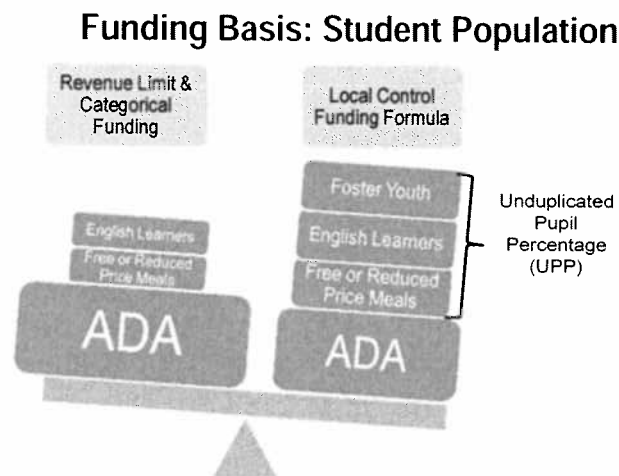 Funding Basis: Student Population
Revenue Limit &
Categorical
Funding
Local Control
Funding Formula
English Learners
Free or Reduced
Price Meals
ADA
Foster Youth
English Learners
Free or Reduced
Price Meals
ADA
Unduplicated
Pupil
Percentage
(UPP)